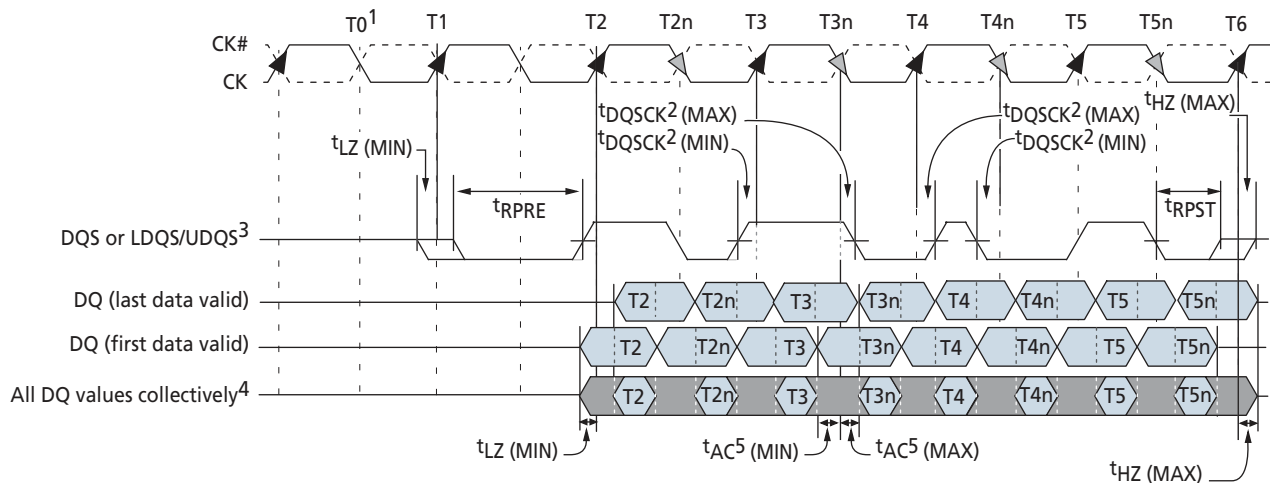 T0¹ T1 T2 T2n T3 T3n T4 T4n T5 T5n T6
CK#
CK
tHZ (MAX)
tDQSCK² (MAX) tDQSCK² (MAX)
tDQSCK² (MIN) tDQSCK² (MIN)
tLZ (MIN)
tRPRE tRPST
DQS or LDQS/UDQS³
DQ (last data valid) T2 T2n T3 T3n T4 T4n T5 T5n
DQ (first data valid) T2 T2n T3 T3n T4 T4n T5 T5n
All DQ values collectively⁴ T2 T2n T3 T3n T4 T4n T5 T5n
tLZ (MIN) tAC⁵ (MIN) tAC⁵ (MAX)
tHZ (MAX)